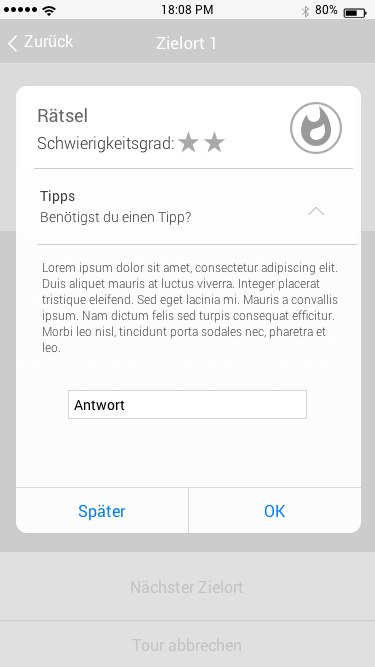 18:08 PM
80%
Zurück
Zielort 1
Rätsel
Schwierigkeitsgrad:
Tipps
Benötigst du einen Tipp?
Lorem ipsum dolor sit amet, consectetur adipiscing elit.
Duis aliquet mauris at luctus viverra. Integer placerat
tristique eleifend. Sed eget lacinia mi. Mauris a convallis
ipsum. Nam dictum felis sed turpis consequat efficitur.
Morbi leo nisl, tincidunt porta sodales nec, pharetra et
leo.
Antwort
Später
OK
Nächster Zielort
Tour abbrechen